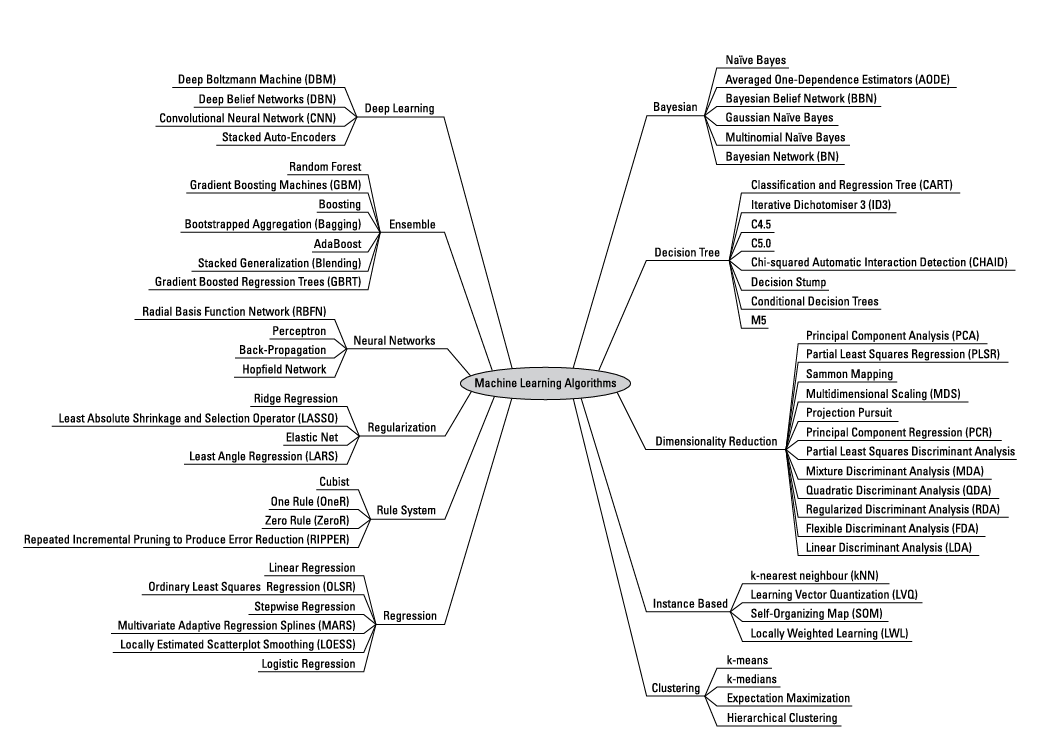 Deep Boltzmann Machine (DBM)
Deep Belief Networks (DBN)
Convolutional Neural Network (CNN)
Stacked Auto-Encoders
Deep Learning
Random Forest
Gradient Boosting Machines (GBM)
Boosting
Bootstrapped Aggregation (Bagging)
AdaBoost
Stacked Generalization (Blending)
Gradient Boosted Regression Trees (GBRT)
Ensemble
Radial Basis Function Network (RBFN)
Perceptron
Back-Propagation
Hopfield Network
Neural Networks
Ridge Regression
Least Absolute Shrinkage and Selection Operator (LASSO)
Elastic Net
Least Angle Regression (LARS)
Regularization
Cubist
One Rule (OneR)
Zero Rule (ZeroR)
Repeated Incremental Pruning to Produce Error Reduction (RIPPER)
Rule System
Linear Regression
Ordinary Least Squares  Regression (OLSR)
Stepwise Regression
Multivariate Adaptive Regression Splines (MARS)
Locally Estimated Scatterplot Smoothing (LOESS)
Logistic Regression
Regression
Machine Learning Algorithms
Bayesian
Naïve Bayes
Averaged One-Dependence Estimators (AODE)
Bayesian Belief Network (BBN)
Gaussian Naïve Bayes
Multinomial Naïve Bayes
Bayesian Network (BN)
Decision Tree
Classification and Regression Tree (CART)
Iterative Dichotomiser 3 (ID3)
C4.5
C5.0
Chi-squared Automatic Interaction Detection (CHAID)
Decision Stump
Conditional Decision Trees
M5
Dimensionality Reduction
Principal Component Analysis (PCA)
Partial Least Squares Regression (PLSR)
Sammon Mapping
Multidimensional Scaling (MDS)
Projection Pursuit
Principal Component Regression (PCR)
Partial Least Squares Discriminant Analysis
Mixture Discriminant Analysis (MDA)
Quadratic Discriminant Analysis (QDA)
Regularized Discriminant Analysis (RDA)
Flexible Discriminant Analysis (FDA)
Linear Discriminant Analysis (LDA)
Instance Based
k-nearest neighbour (kNN)
Learning Vector Quantization (LVQ)
Self-Organizing Map (SOM)
Locally Weighted Learning (LWL)
Clustering
k-means
k-medians
Expectation Maximization
Hierarchical Clustering